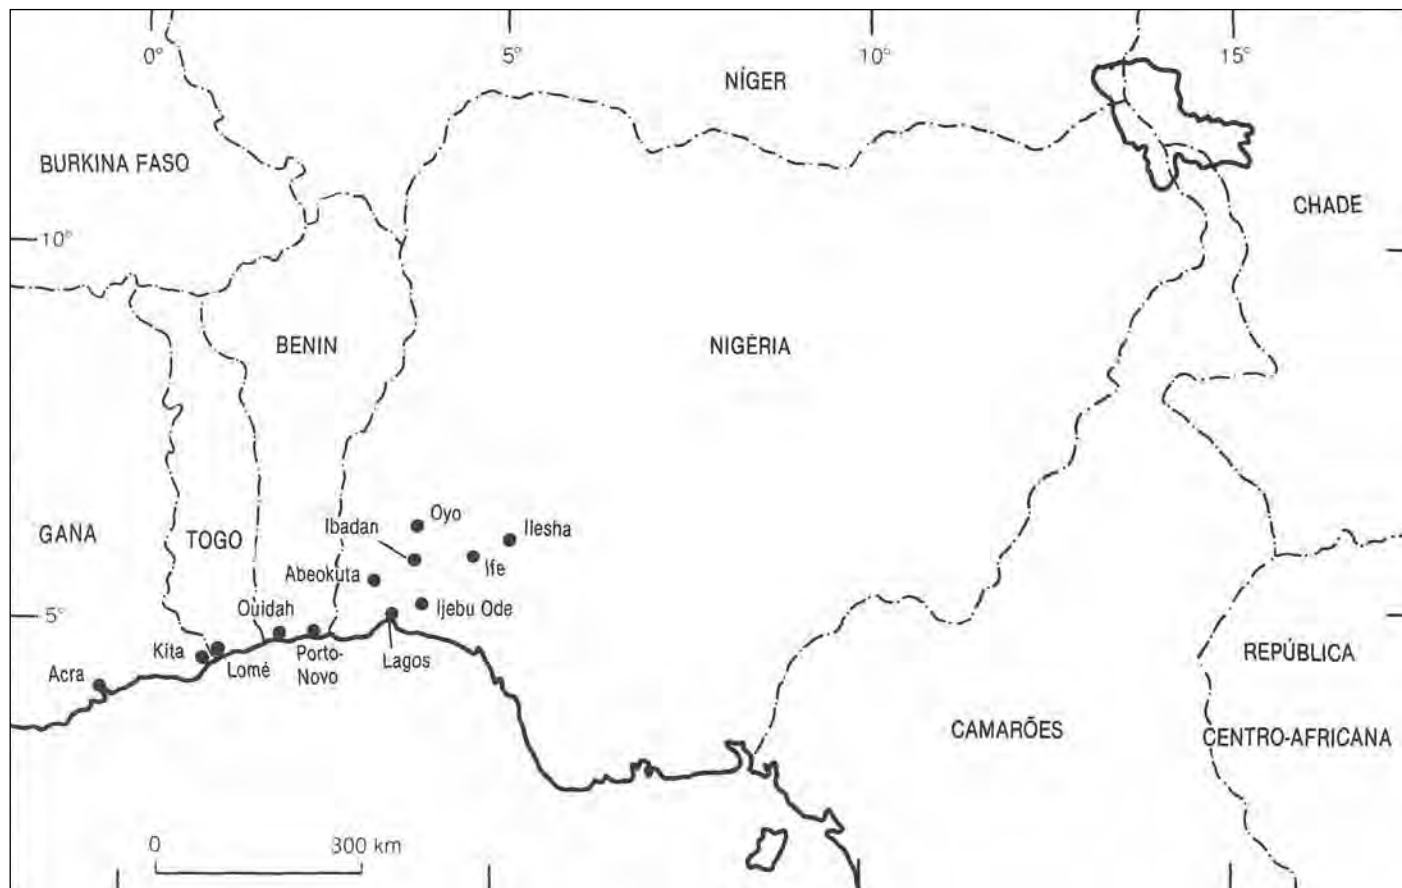 0°
5°
10°
15°
NÍGER
BURKINA FASO
CHADE
10°
BENIN
NIGÉRIA
Oyo
Ibadan
Ilesha
GANA
TOGO
Ife
Abeokuta
Ouidah
Ijebu Ode
5°
Kita
Lomé
Porto-
Novo
Lagos
Acra
REPÚBLICA
CAMARÕES
CENTRO-AFRICANA
0
300 km